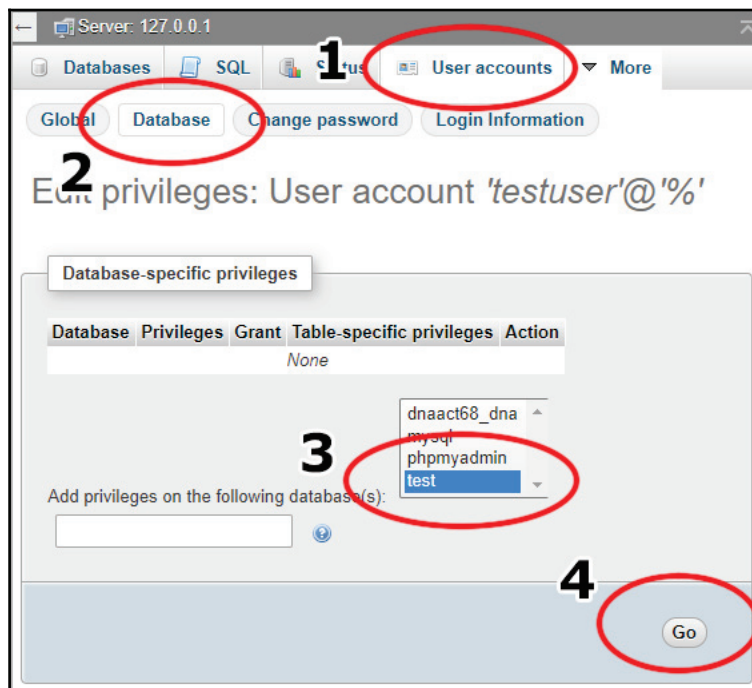 Server: 127.0.0.1
Databases SQL Status User accounts More
1
Global Database Change password Login Information
2
Edit privileges: User account 'testuser'@'%'
Database-specific privileges
Database Privileges Grant Table-specific privileges Action
None
dnaact68_dna
mysql
phpmyadmin
test
3
Add privileges on the following database(s):
4
Go